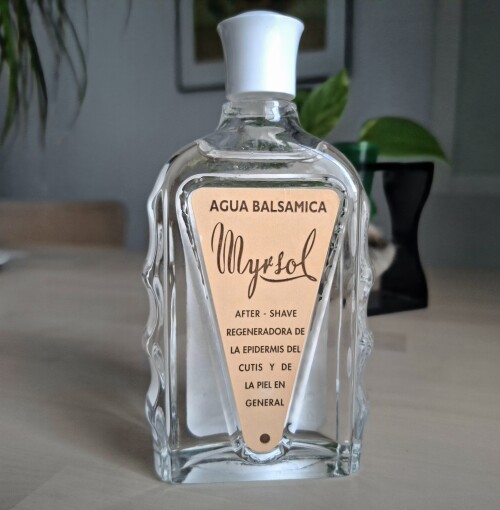 AGUA BALSAMICA
Myrsol
AFTER - SHAVE
REGENERADORA DE
LA EPIDERMIS DEL
CUTIS Y DE
LA PIEL EN
GENERAL